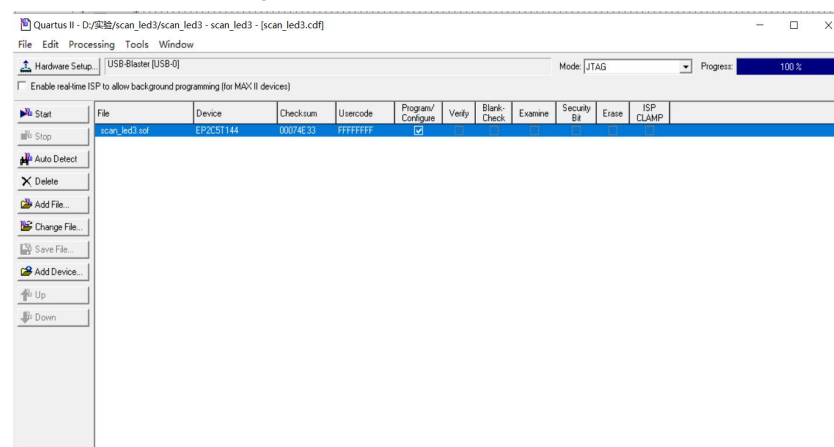 Quartus II - D:/实验/scan_led3/scan_led3 - scan_led3 - [scan_led3.cdf]
File Edit Processing Tools Window
Hardware Setup... USB-Blaster [USB-0] Mode: JTAG Progress: 100 %
Enable real-time ISP to allow background programming (for MAX II devices)
Start
Stop
Auto Detect
Delete
Add File...
Change File...
Save File...
Add Device...
Up
Down
File Device Checksum Usercode Program/ Configure Verify Blank- Check Examine Security Bit Erase ISP CLAMP
scan_led3.sof EP2C5T144 00074E33 FFFFFFFF